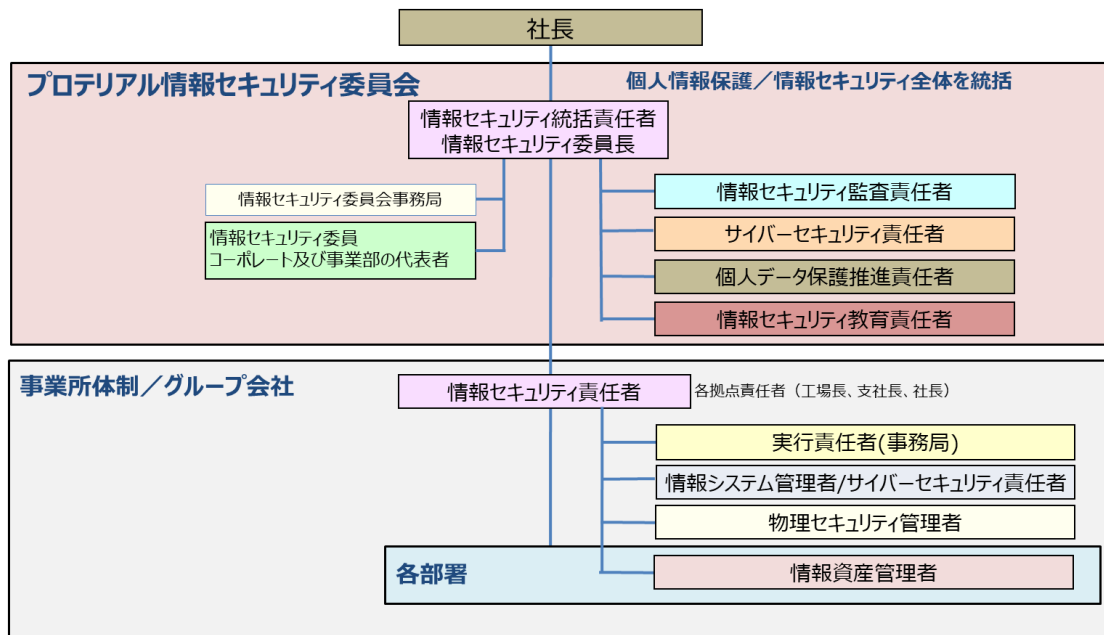 社長
プロテリアル情報セキュリティ委員会
個人情報保護／情報セキュリティ全体を統括
情報セキュリティ統括責任者
情報セキュリティ委員長
情報セキュリティ委員会事務局
情報セキュリティ委員
コーポレート及び事業部の代表者
情報セキュリティ監査責任者
サイバーセキュリティ責任者
個人データ保護推進責任者
情報セキュリティ教育責任者
事業所体制／グループ会社
情報セキュリティ責任者
各拠点責任者（工場長、支社長、社長）
実行責任者(事務局)
情報システム管理者/サイバーセキュリティ責任者
物理セキュリティ管理者
各部署
情報資産管理者